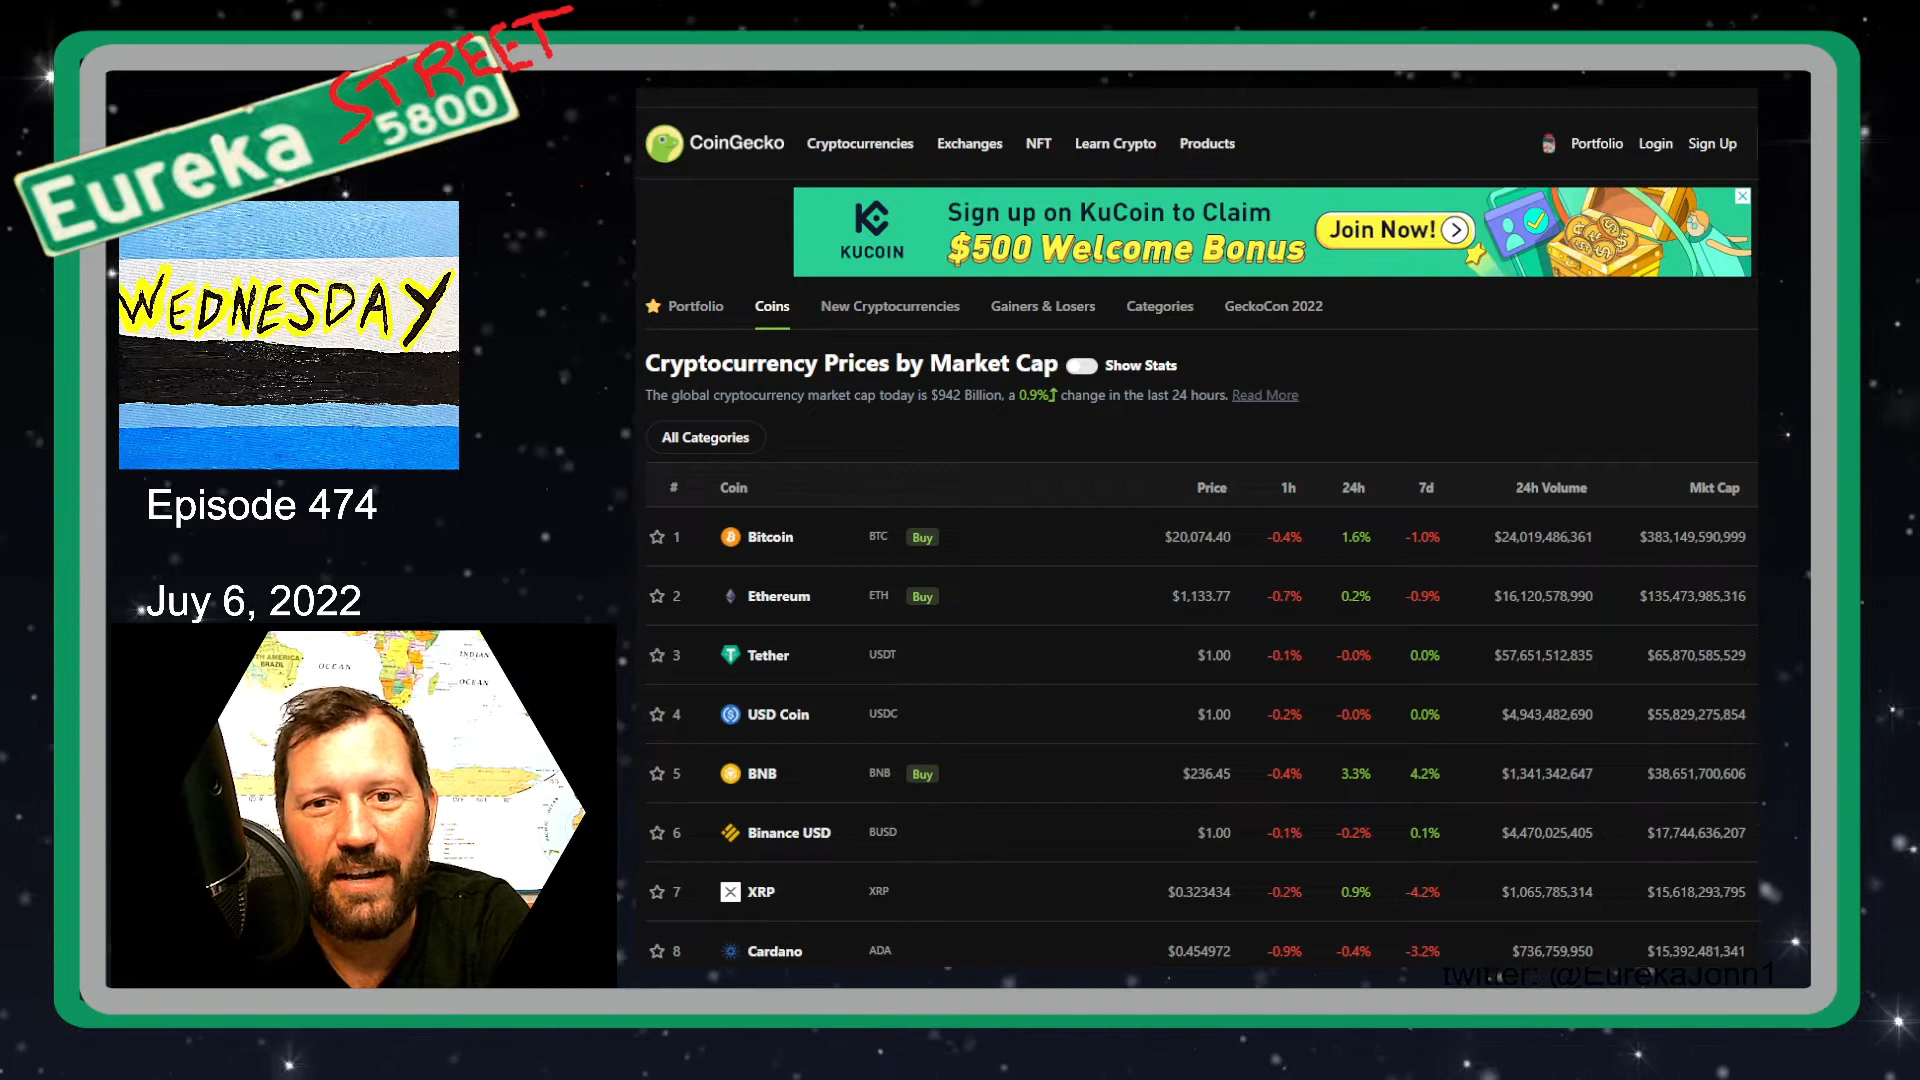 Eureka STREET
5800
WEDNESDAY
Episode 474
Juy 6, 2022
BRAZIL
OCEAN
INDIAN
OCEAN
CoinGecko Cryptocurrencies Exchanges NFT Learn Crypto Products Portfolio Login Sign Up
KUCOIN
Sign up on KuCoin to Claim
$500 Welcome Bonus
Join Now!
Portfolio Coins New Cryptocurrencies Gainers & Losers Categories GeckoCon 2022
Cryptocurrency Prices by Market Cap Show Stats
The global cryptocurrency market cap today is $942 Billion, a 0.9% change in the last 24 hours. Read More
All Categories
# Coin Price 1h 24h 7d 24h Volume Mkt Cap
1 Bitcoin BTC Buy $20,074.40 -0.4% 1.6% -1.0% $24,019,486,361 $383,149,590,999
2 Ethereum ETH Buy $1,133.77 -0.7% 0.2% -0.9% $16,120,578,990 $135,473,985,316
3 Tether USDT $1.00 -0.1% -0.0% 0.0% $57,651,512,835 $65,870,585,529
4 USD Coin USDC $1.00 -0.2% -0.0% 0.0% $4,943,482,690 $55,829,275,854
5 BNB BNB Buy $236.45 -0.4% 3.3% 4.2% $1,341,342,647 $38,651,700,606
6 Binance USD BUSD $1.00 -0.1% -0.2% 0.1% $4,470,025,405 $17,744,636,207
7 XRP XRP $0.323434 -0.2% 0.9% -4.2% $1,065,785,314 $15,618,293,795
8 Cardano ADA $0.454972 -0.9% -0.4% -3.2% $736,759,950 $15,392,481,341
twitter: @EurekaJohn1